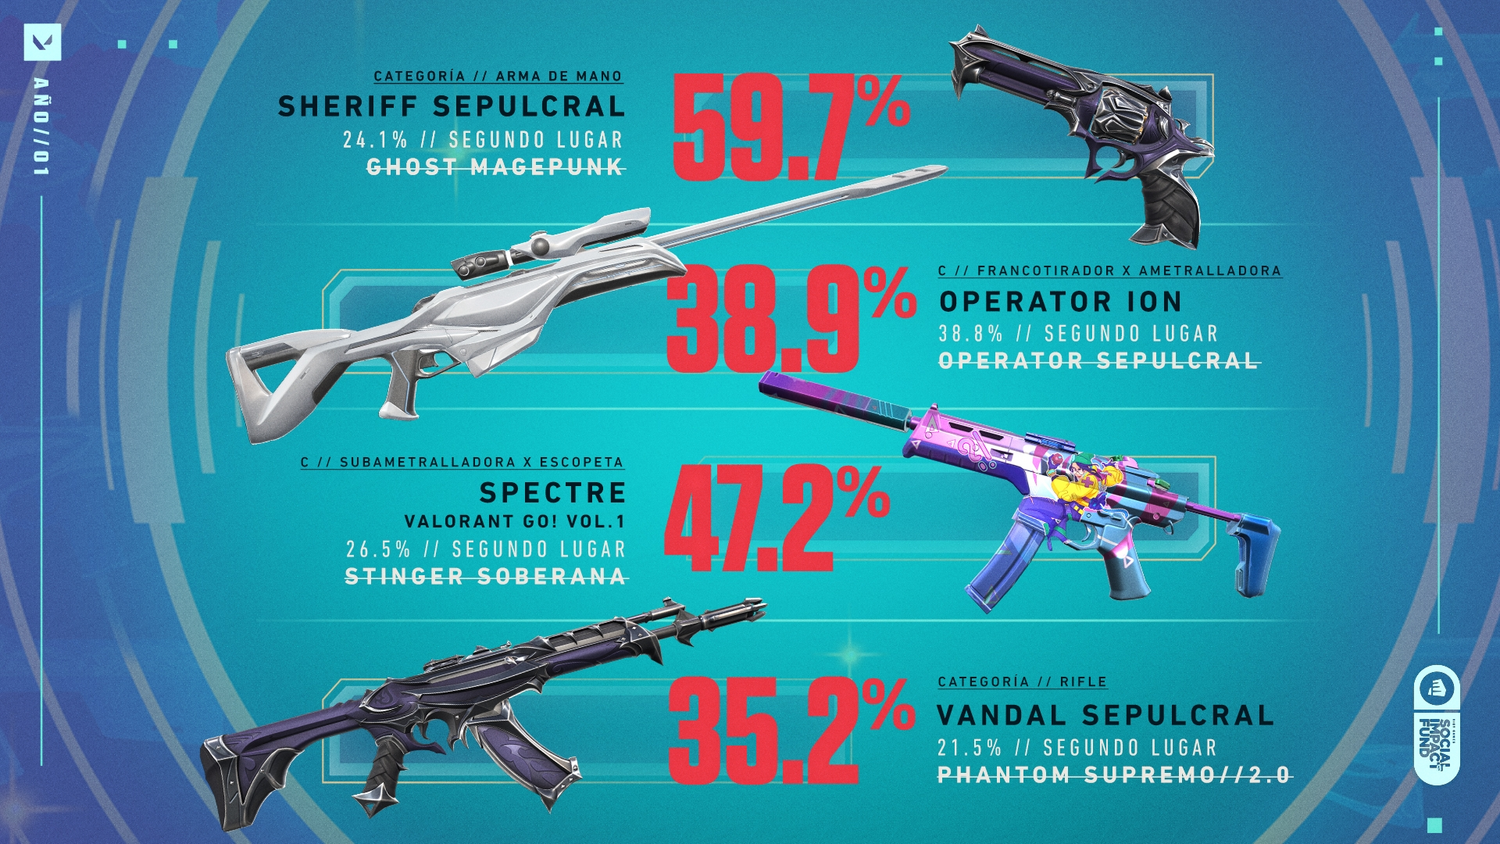 AÑO//01
CATEGORÍA // ARMA DE MANO
SHERIFF SEPULCRAL
24.1% // SEGUNDO LUGAR
GHOST MAGEPUNK
59.7%
38.9%
C // FRANCOTIRADOR X AMETRALLADORA
OPERATOR ION
38.8% // SEGUNDO LUGAR
OPERATOR SEPULCRAL
C // SUBAMETRALLADORA X ESCOPETA
SPECTRE
VALORANT GO! VOL.1
26.5% // SEGUNDO LUGAR
STINGER SOBERANA
47.2%
35.2%
CATEGORÍA // RIFLE
VANDAL SEPULCRAL
21.5% // SEGUNDO LUGAR
PHANTOM SUPREMO//2.0
SOCIAL
IMPACT
FUND